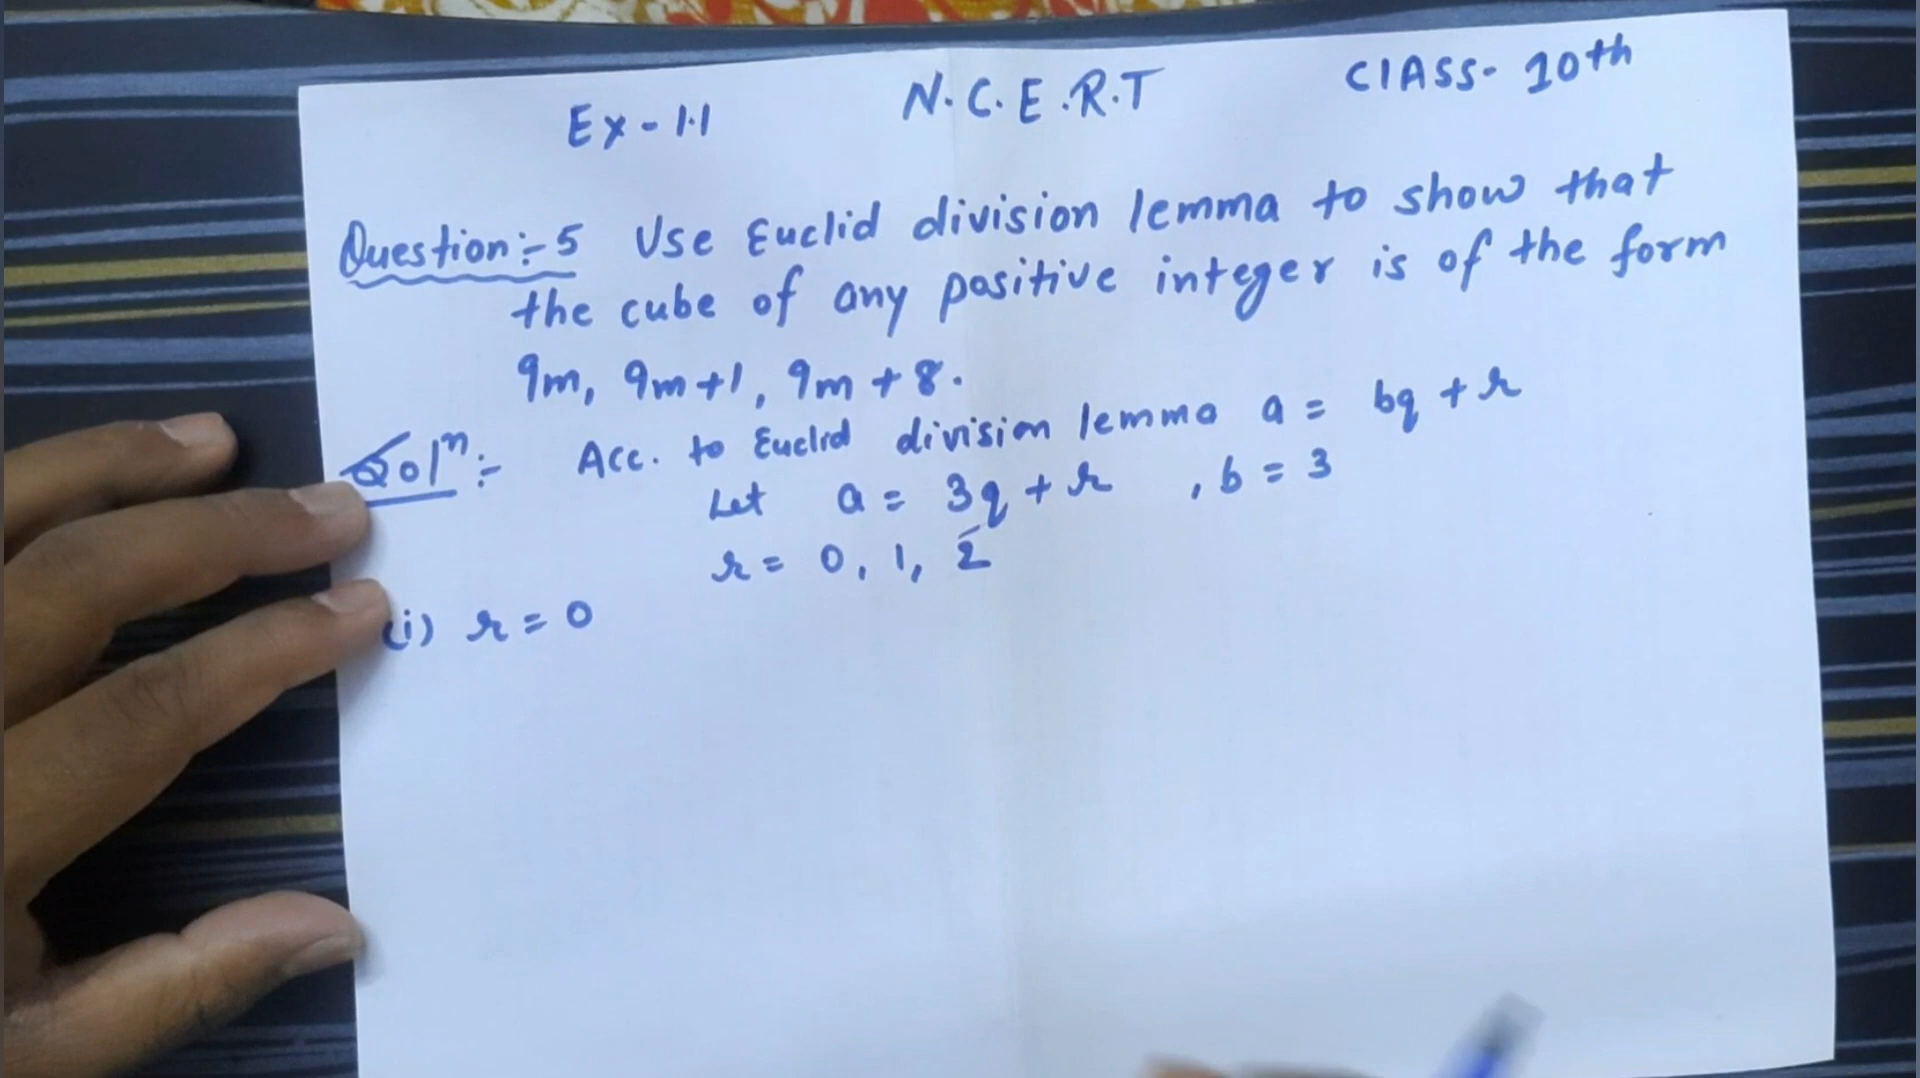 Ex-1.1 N.C.E.R.T CLASS- 10th
Question:-5 Use Euclid division lemma to show that
the cube of any positive integer is of the form
9m, 9m+1, 9m+8.
Solⁿ:- Acc. to Euclid division lemma a = bq + r
Let a = 3q + r , b = 3
r = 0, 1, 2
(i) r = 0